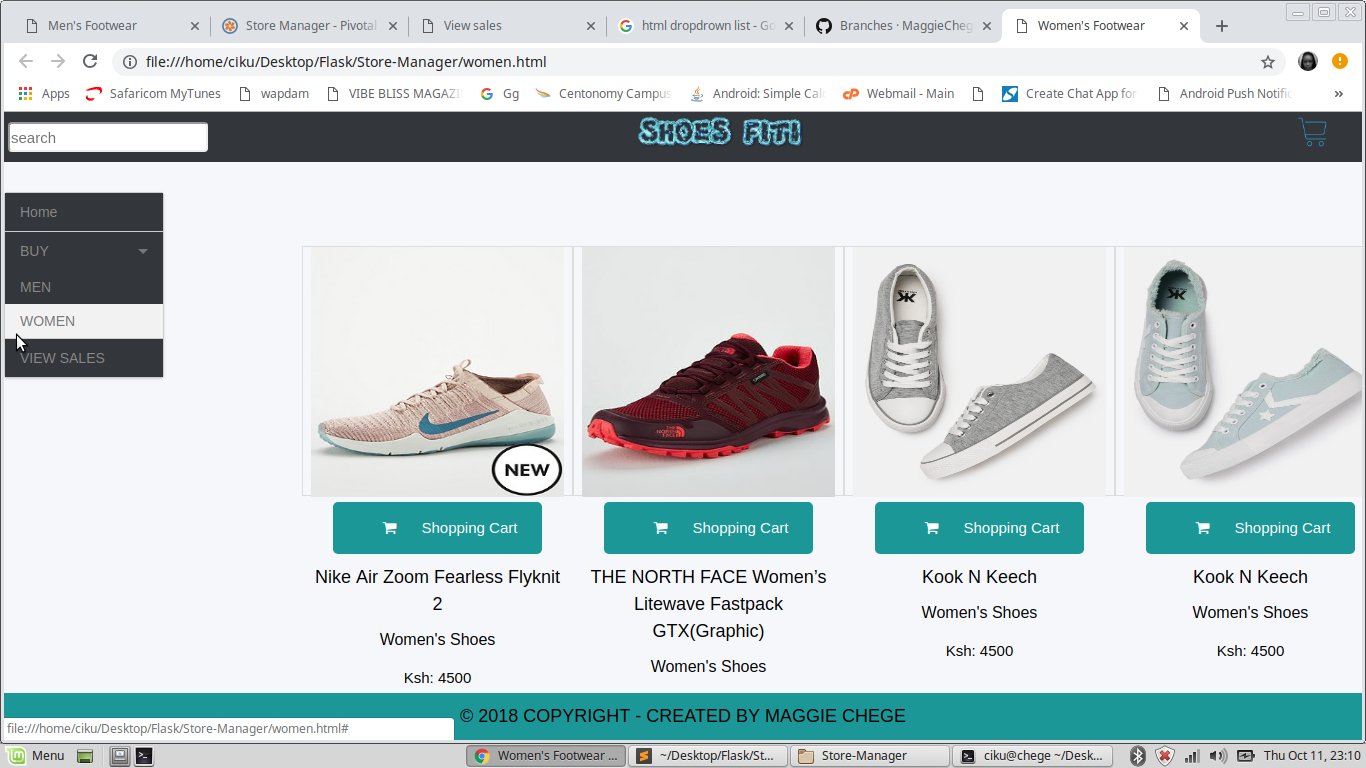 Men's Footwear
Store Manager - Pivotal
View sales
html dropdrown list - Go
Branches · MaggieCheg
Women's Footwear
file:///home/ciku/Desktop/Flask/Store-Manager/women.html
Apps
Safaricom MyTunes
wapdam
VIBE BLISS MAGAZI
Gg
Centonomy Campus
Android: Simple Calc
cP
Webmail - Main
Create Chat App for
Android Push Notific
»
search
SHOES FITI
Home
BUY
MEN
WOMEN
VIEW SALES
NEW
THE NORTH FACE
Shopping Cart
Shopping Cart
Shopping Cart
Shopping Cart
Nike Air Zoom Fearless Flyknit
2
Women's Shoes
Ksh: 4500
THE NORTH FACE Women’s
Litewave Fastpack
GTX(Graphic)
Women's Shoes
Kook N Keech
Women's Shoes
Ksh: 4500
Kook N Keech
Women's Shoes
Ksh: 4500
© 2018 COPYRIGHT - CREATED BY MAGGIE CHEGE
file:///home/ciku/Desktop/Flask/Store-Manager/women.html#
Menu
Women's Footwear ...
~/Desktop/Flask/St...
Store-Manager
ciku@chege ~/Desk...
Thu Oct 11, 23:10